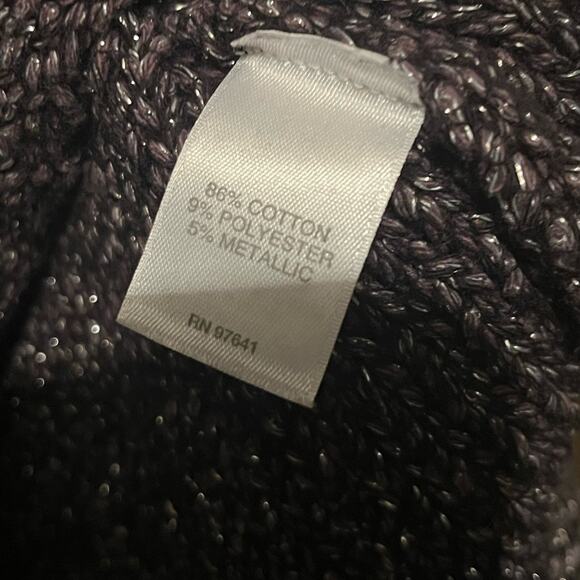 86% COTTON
9% POLYESTER
5% METALLIC
RN 97641